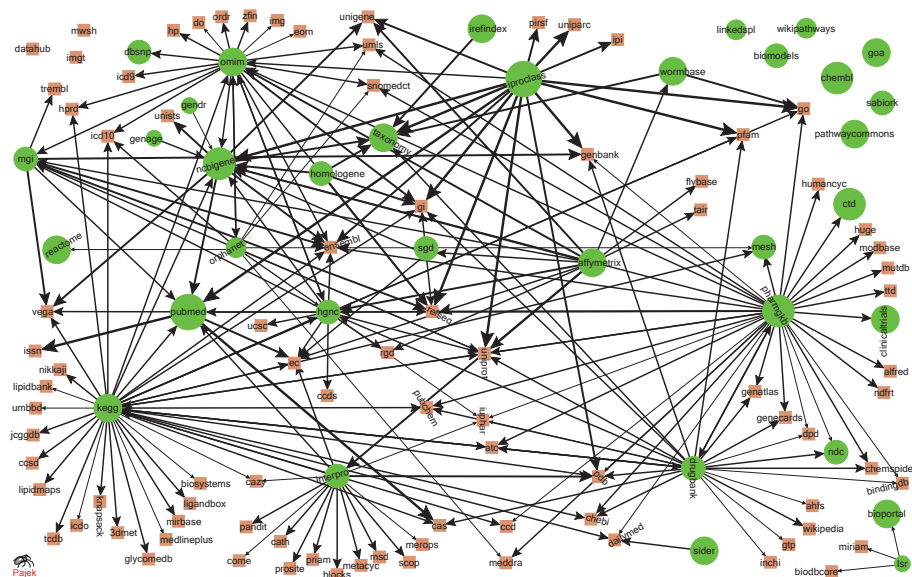 do
ordr
zfin
img
unigene
irefindex
pirsf
uniparc
linkedspl
wikipathways
hp
eom
mwsh
datahub
umls
ipi
biomodels
goa
imgt
dbsnp
omim
icd9
snomedct
iproclass
wormbase
chembl
trembl
gendr
hprd
unists
go
sabiork
icd10
genage
taxonomy
pfam
pathwaycommons
mgi
ncbigene
genbank
homologene
flybase
humancyc
gi
tair
ctd
reactome
orphanet
ensembl
sgd
mesh
huge
modbase
affymetrix
mutdb
ttd
vega
pubmed
hgnc
refseq
pharmgkb
clinicaltrials
ucsc
issn
rgd
uniprot
ec
nikkaji
alfred
lipidbank
ndfrt
genatlas
ccds
umbbd
kegg
pubchem
iuphar
genecards
jcggdb
dpd
atc
ndc
ccsd
chemspider
lipidmaps
biosystems
cazy
interpro
pdb
drugbank
bindingdb
ligandbox
knapsack
icdo
tcdb
3dmet
mirbase
medlineplus
glycomedb
pandit
cath
come
prosite
priam
blocks
metacyc
msd
scop
merops
cas
ccd
chebi
meddra
dailymed
sider
ahfs
wikipedia
gtp
inchi
bioportal
miriam
biodbcore
lsr
Pajek